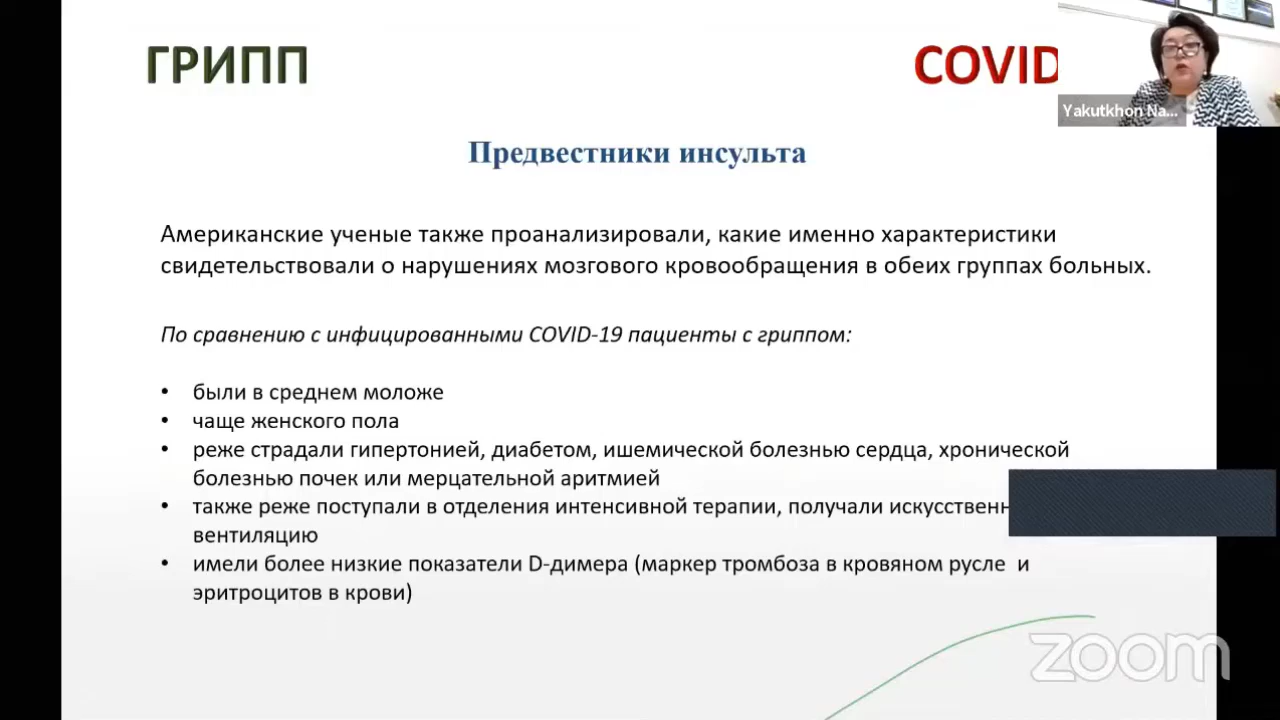 ГРИПП
COVID
Yakutkhon Na...
Предвестники инсульта
Американские ученые также проанализировали, какие именно характеристики
свидетельствовали о нарушениях мозгового кровообращения в обеих группах больных.
По сравнению с инфицированными COVID-19 пациенты с гриппом:
• были в среднем моложе
• чаще женского пола
• реже страдали гипертонией, диабетом, ишемической болезнью сердца, хронической
болезнью почек или мерцательной аритмией
• также реже поступали в отделения интенсивной терапии, получали искусственн
вентиляцию
• имели более низкие показатели D-димера (маркер тромбоза в кровяном русле и
эритроцитов в крови)
zoom